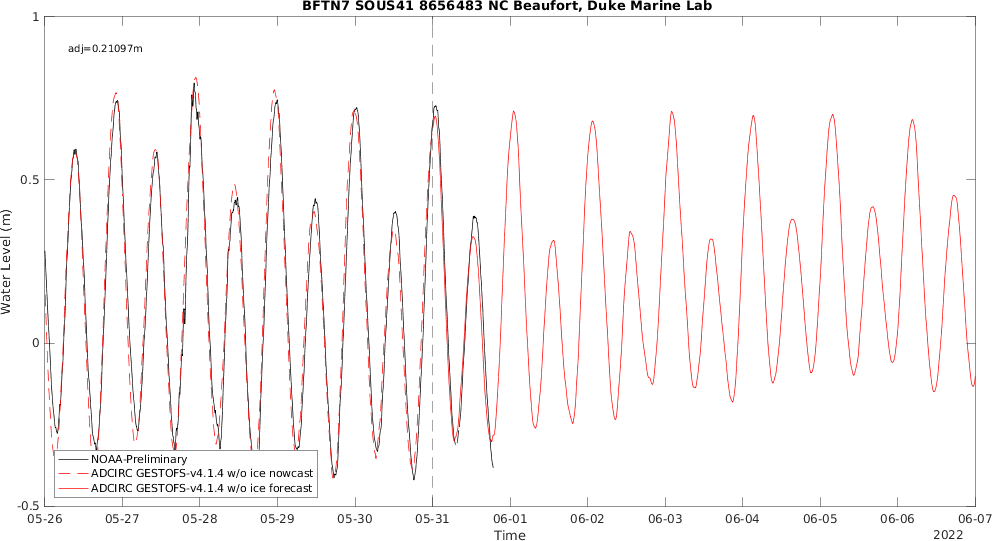 BFTN7 SOUS41 8656483 NC Beaufort, Duke Marine Lab
1
adj=0.21097m
0.5
Water Level (m)
0
NOAA-Preliminary
ADCIRC GESTOFS-v4.1.4 w/o ice nowcast
ADCIRC GESTOFS-v4.1.4 w/o ice forecast
-0.5
05-26 05-27 05-28 05-29 05-30 05-31 06-01 06-02 06-03 06-04 06-05 06-06 06-07
Time
2022